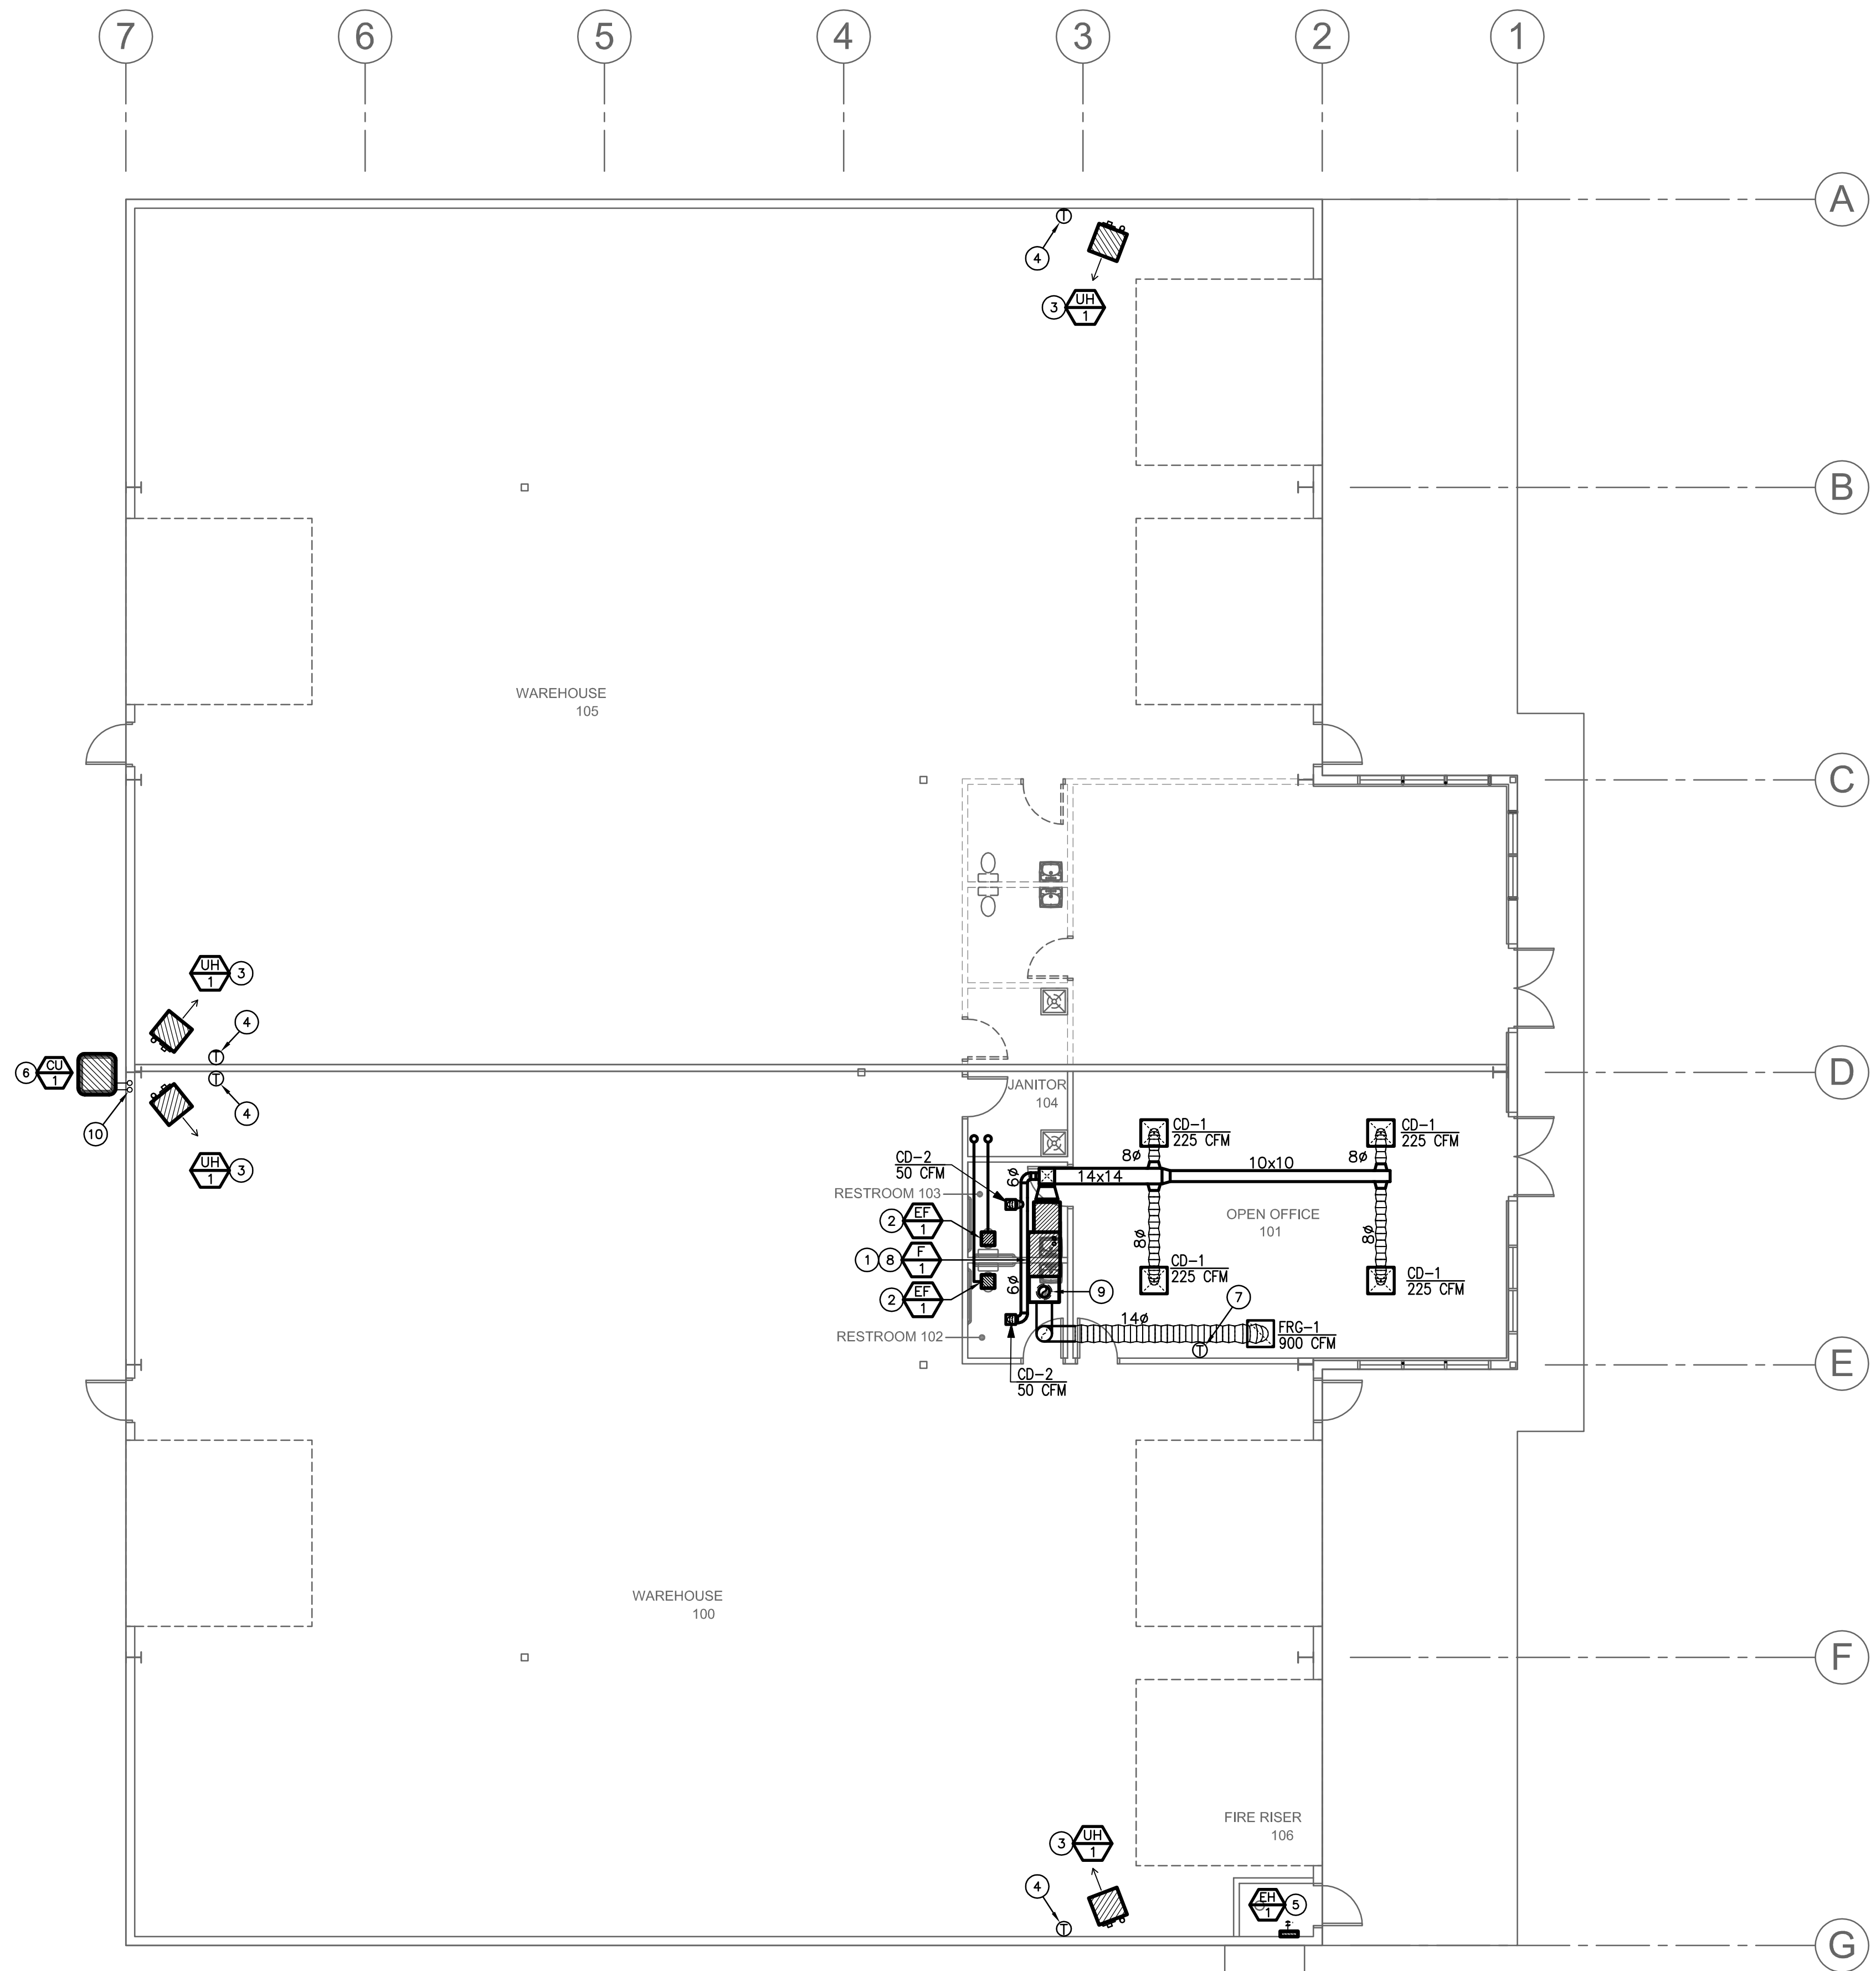 7 6 5 4 3 2 1
A
4
3 UH
1
B
WAREHOUSE
105
C
UH 3
1
4
6 CU
1
D
4
10
UH 3
1
JANITOR
104
CD-1
225 CFM
CD-1
225 CFM
8ø
8ø
CD-2
50 CFM
6ø
14x14
10x10
RESTROOM 103
2 EF
1
OPEN OFFICE
101
8ø
8ø
1 8 F
1
CD-1
225 CFM
CD-1
225 CFM
6ø
9
2 EF
1
7
14ø
FRG-1
900 CFM
RESTROOM 102
E
CD-2
50 CFM
WAREHOUSE
100
F
FIRE RISER
106
3 UH
1
4
EH 5
1
G
T
T
T
T
T